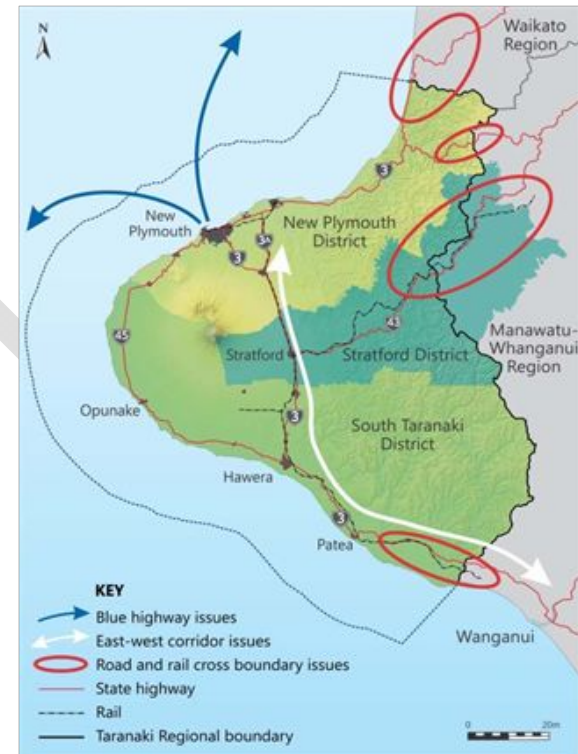 N
Waikato
Region
New
Plymouth
3
3A
3
New Plymouth
District
45
Stratford
43
Stratford District
Manawatu-
Whanganui
Region
Opunake
3
South Taranaki
District
Hawera
3
Patea
Wanganui
KEY
Blue highway issues
East-west corridor issues
Road and rail cross boundary issues
State highway
Rail
Taranaki Regional boundary
0
20m